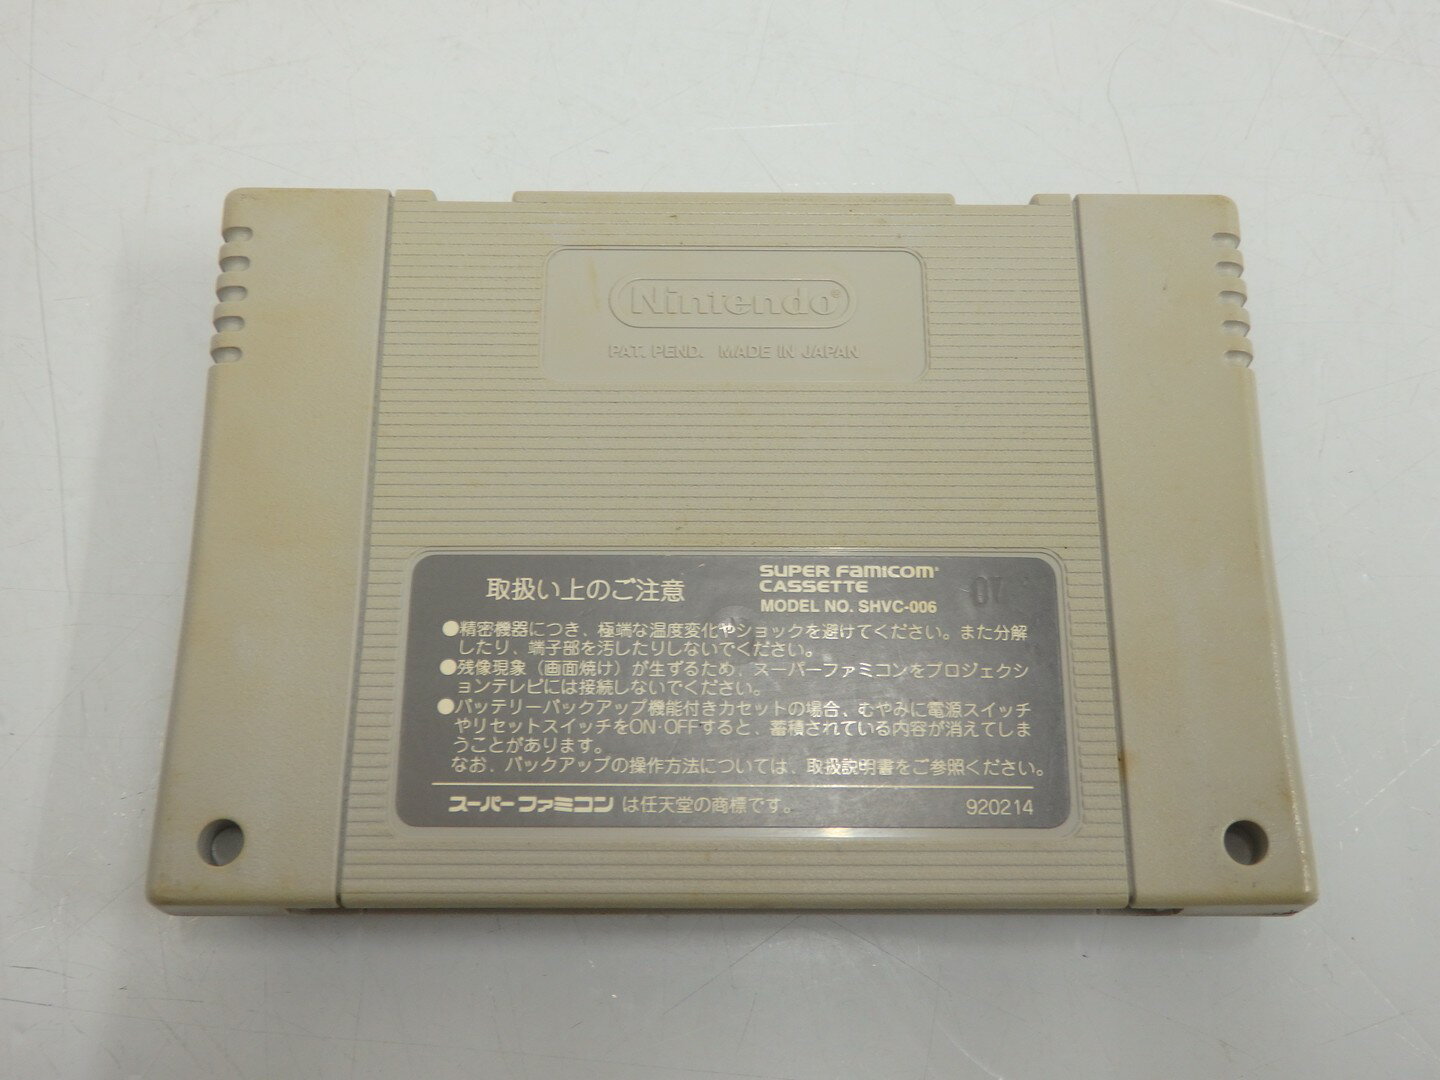 Nintendo®
PAT. PEND. MADE IN JAPAN
取扱い上のご注意
SUPER FAMICOM®
CASSETTE
MODEL NO. SHVC-006
07
●精密機器につき、極端な温度変化やショックを避けてください。また分解
したり、端子部を汚したりしないでください。
●残像現象（画面焼け）が生ずるため、スーパーファミコンをプロジェクシ
ョンテレビには接続しないでください。
●バッテリーバックアップ機能付きカセットの場合、むやみに電源スイッチ
やリセットスイッチをON·OFFすると、蓄積されている内容が消えてしま
うことがあります。
なお、バックアップの操作方法については、取扱説明書をご参照ください。
スーパーファミコン は任天堂の商標です。
920214